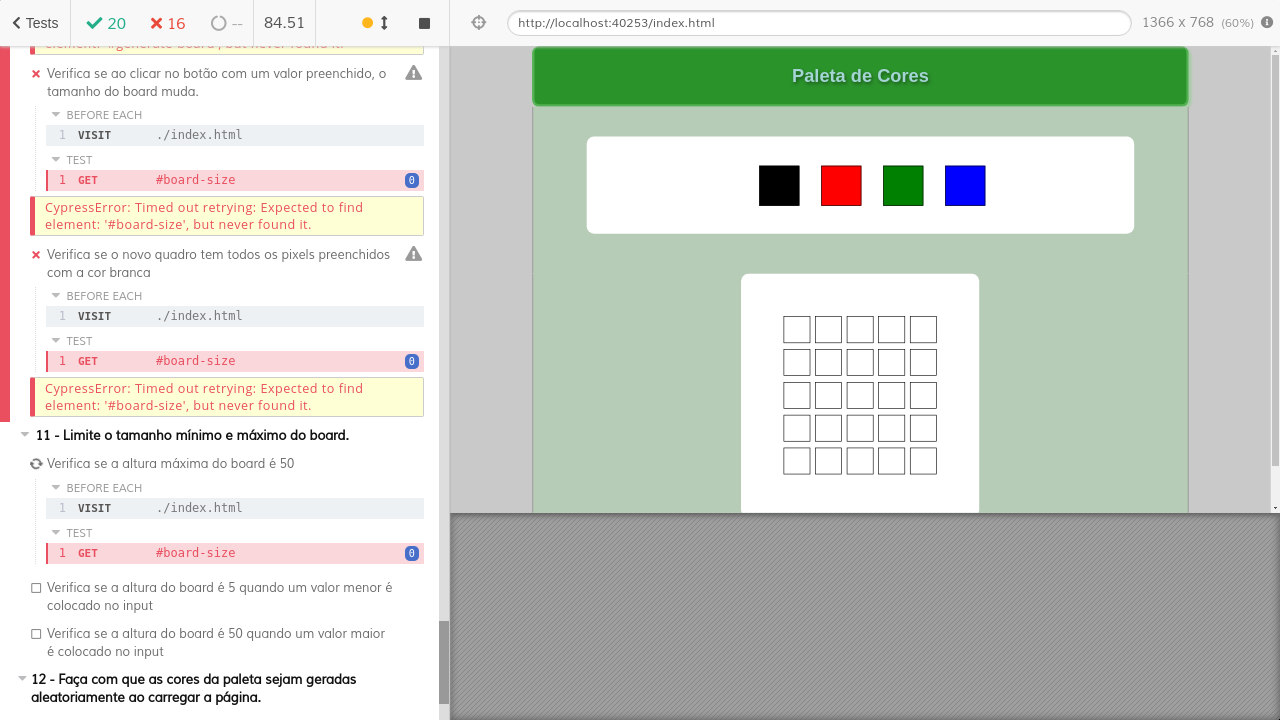 Tests 20 16 -- 84.51
http://localhost:40253/index.html 1366 x 768 (60%)
element: '#generate-board', but never found it.
Verifica se ao clicar no botão com um valor preenchido, o
tamanho do board muda.
BEFORE EACH
1 VISIT ./index.html
TEST
1 GET #board-size 0
CypressError: Timed out retrying: Expected to find
element: '#board-size', but never found it.
Verifica se o novo quadro tem todos os pixels preenchidos
com a cor branca
BEFORE EACH
1 VISIT ./index.html
TEST
1 GET #board-size 0
CypressError: Timed out retrying: Expected to find
element: '#board-size', but never found it.
11 - Limite o tamanho mínimo e máximo do board.
Verifica se a altura máxima do board é 50
BEFORE EACH
1 VISIT ./index.html
TEST
1 GET #board-size 0
Verifica se a altura do board é 5 quando um valor menor é
colocado no input
Verifica se a altura do board é 50 quando um valor maior
é colocado no input
12 - Faça com que as cores da paleta sejam geradas
aleatoriamente ao carregar a página.
Paleta de Cores